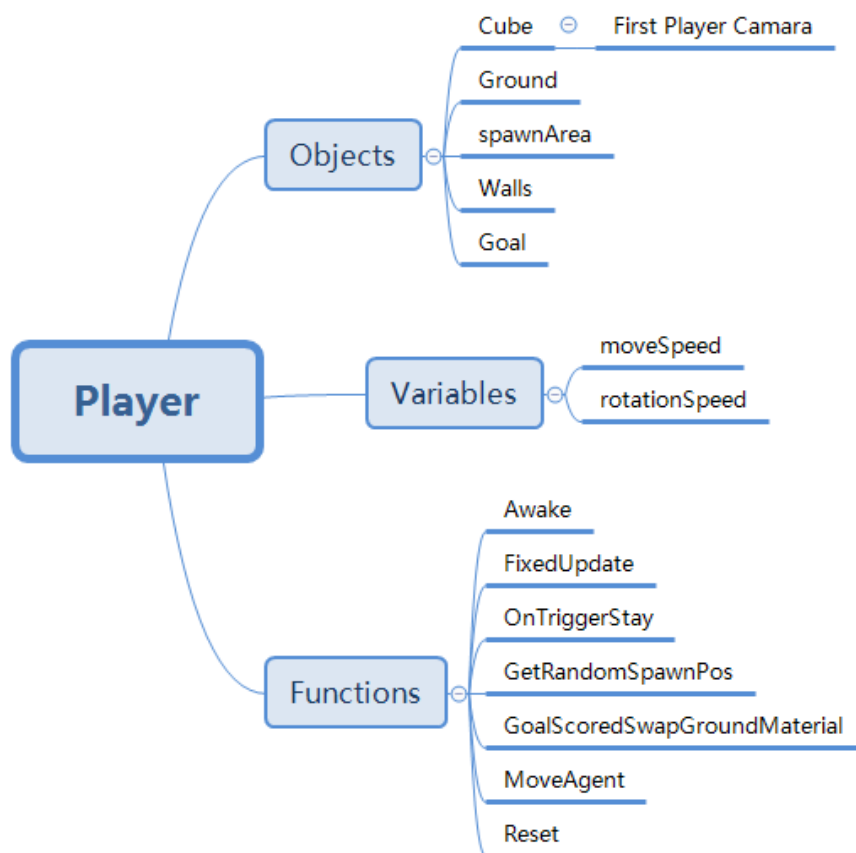 Player
Objects
Cube
First Player Camara
Ground
spawnArea
Walls
Goal
Variables
moveSpeed
rotationSpeed
Functions
Awake
FixedUpdate
OnTriggerStay
GetRandomSpawnPos
GoalScoredSwapGroundMaterial
MoveAgent
Reset